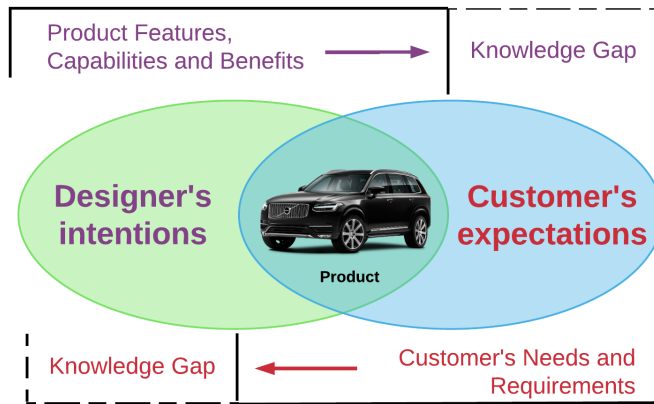 Product Features,
Capabilities and Benefits
Knowledge Gap
Designer's
intentions
Customer's
expectations
Product
Knowledge Gap
Customer's Needs and
Requirements